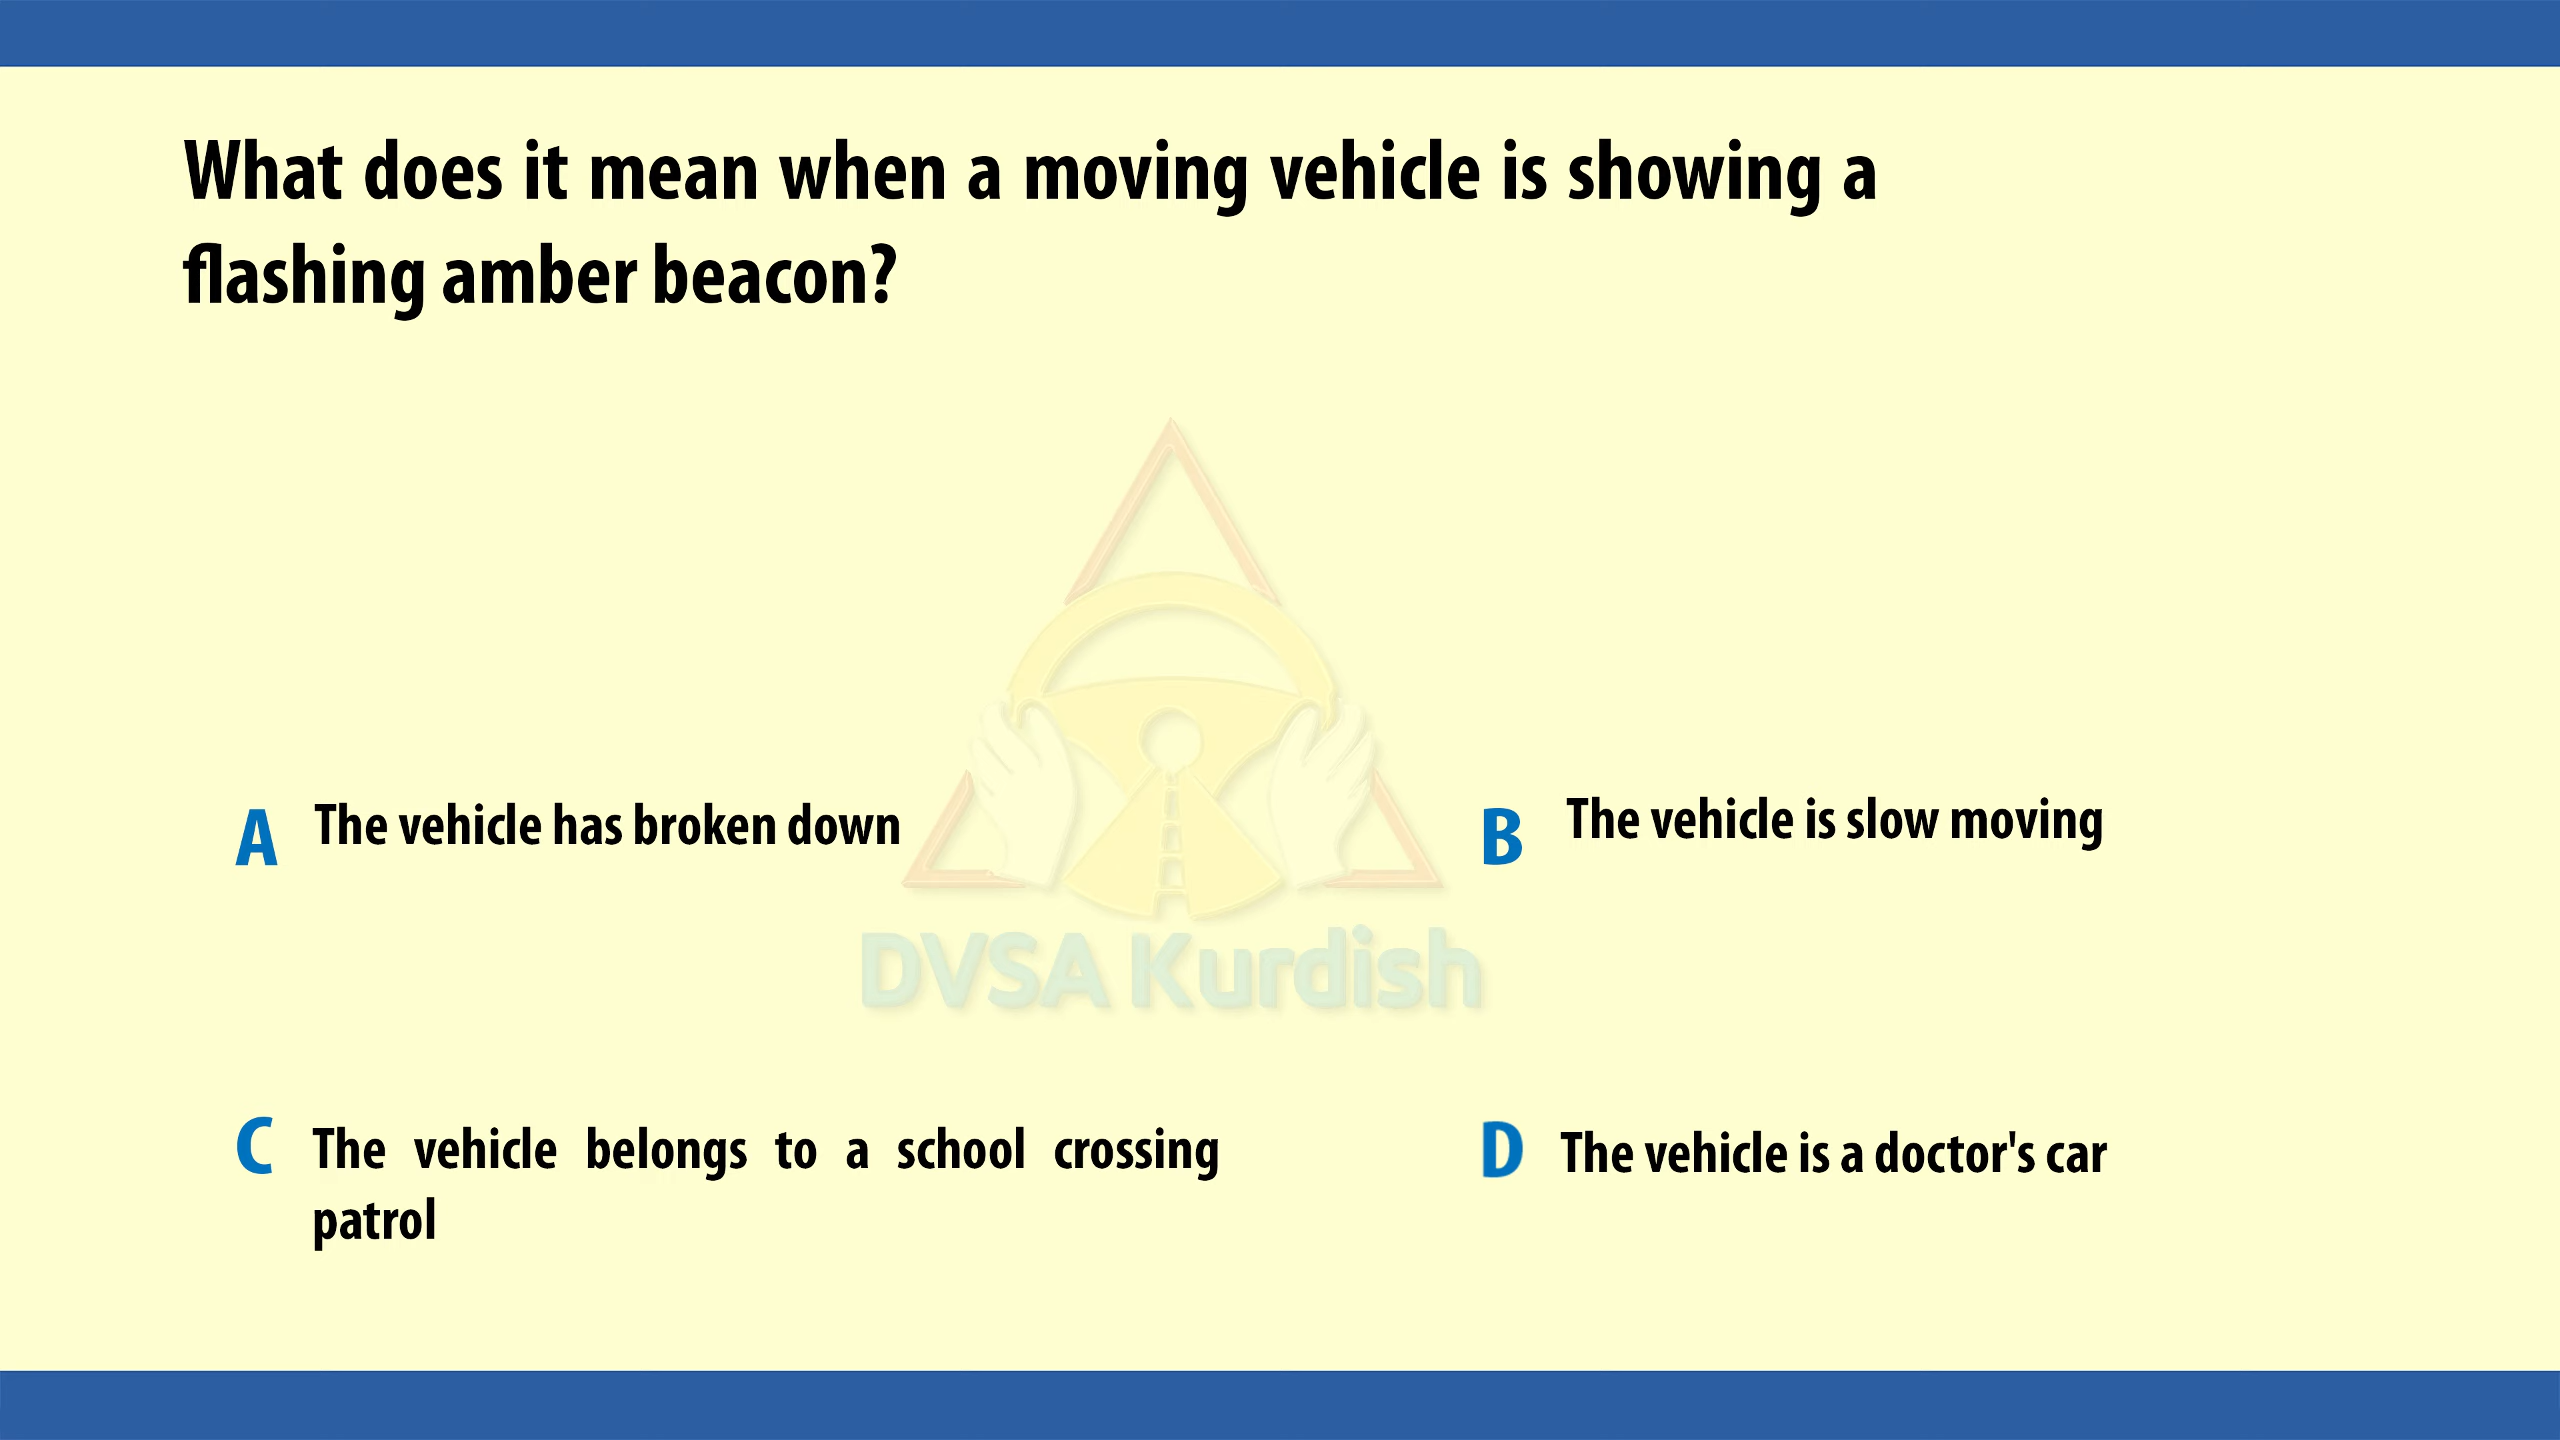 What does it mean when a moving vehicle is showing a
flashing amber beacon?
A The vehicle has broken down
B The vehicle is slow moving
DVSA Kurdish
C The vehicle belongs to a school crossing
patrol
D The vehicle is a doctor's car